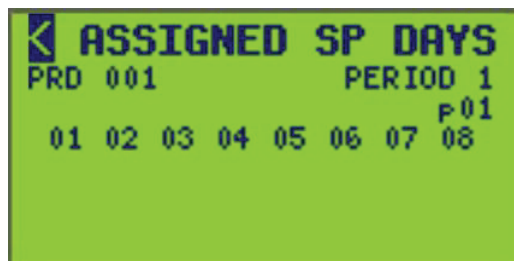 < ASSIGNED SP DAYS
PRD 001 PERIOD 1
P01
01 02 03 04 05 06 07 08